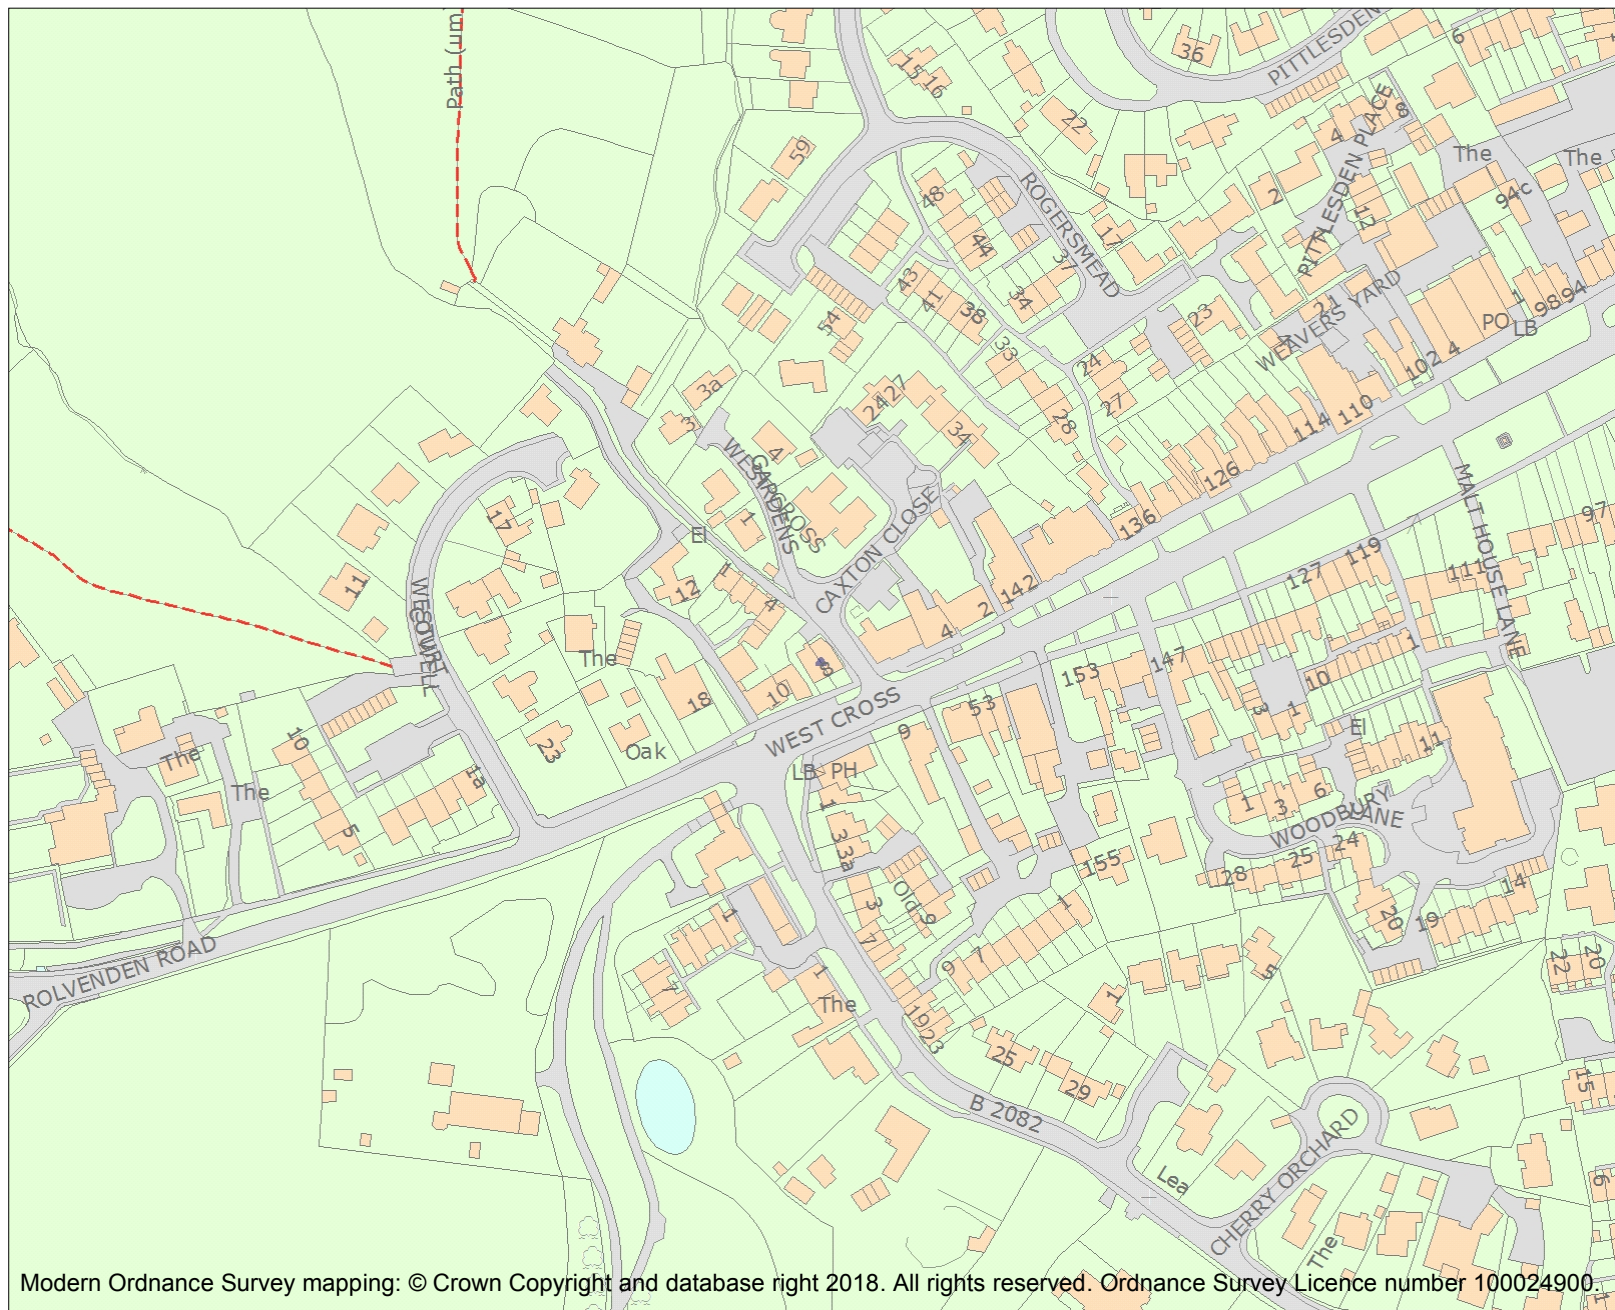 Path (um
15
16
36
PITTLESDEN
6
59
22
4
8
PITTLESDEN PLACE
The
The
48
ROGERSMEAD
2
94c
12
44
17
37
43
41
38
34
54
21
WEAVERS YARD
1
98
94
PO
LB
23
33
102
4
24
27
3a
3
24
27
28
34
114
110
4
WEST CROSS
GARDENS
126
136
MALT HOUSE LANE
97
17
1
El
CAXTON CLOSE
119
111
127
11
12
1
4
2
142
4
WESTWELL
COURT
The
8
153
147
1
10
18
10
WEST CROSS
53
9
3
1
El
11
10
The
The
5
1a
23
Oak
LB
PH
1
3
3a
1
3
6
WOODBURY
LANE
24
25
28
155
14
1
3
Old
9
7
1
20
19
ROLVENDEN ROAD
7
1
The
9
7
5
22
20
1
19
23
25
29
B 2082
15
Lea
CHERRY ORCHARD
The
6
1
Modern Ordnance Survey mapping: © Crown Copyright and database right 2018. All rights reserved. Ordnance Survey Licence number 100024900.